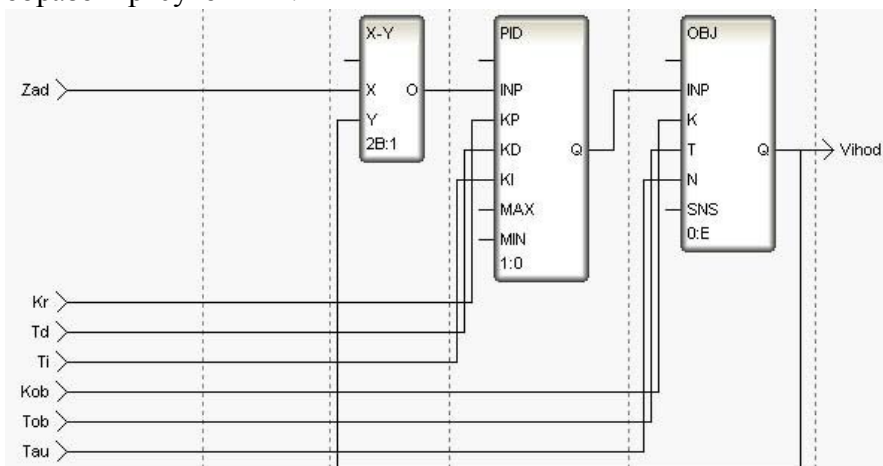 X-Y
PID
OBJ
Zad
X
O
INP
INP
Y
KP
K
2B:1
KD
Q
T
Q
Vihod
KI
N
MAX
SNS
MIN
0:E
1:0
Kr
Td
Ti
Kob
Tob
Tau